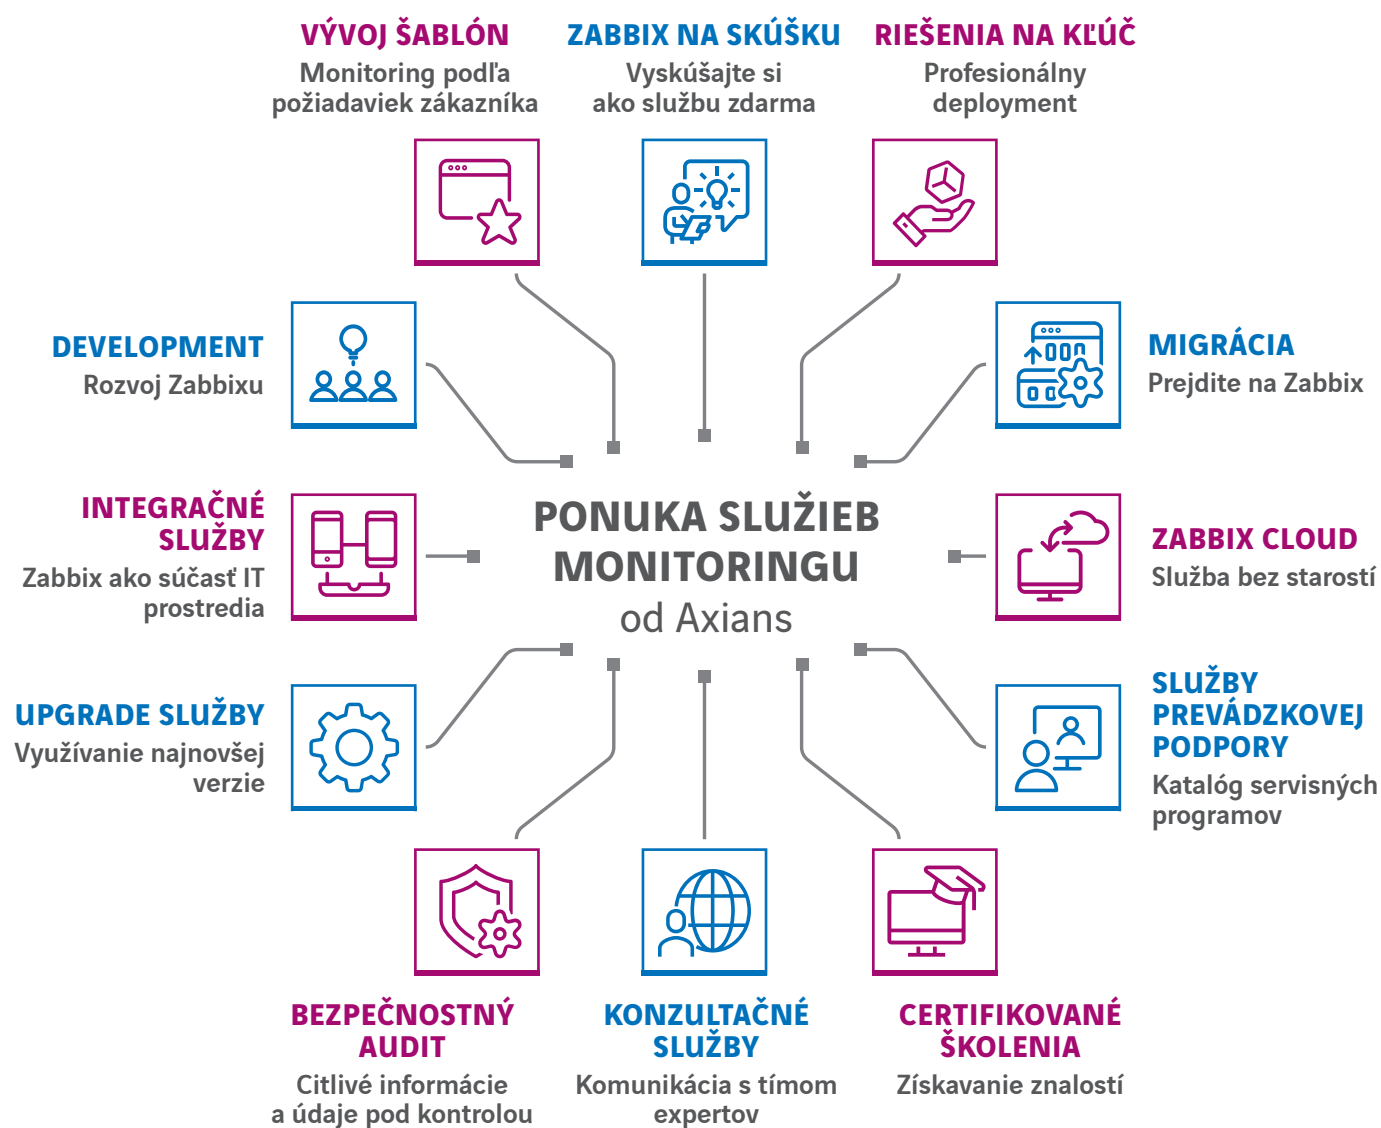 VÝVOJ ŠABLÓN
Monitoring podľa
požiadaviek zákazníka
ZABBIX NA SKÚŠKU
Vyskúšajte si
ako službu zdarma
RIEŠENIA NA KĽÚČ
Profesionálny
deployment
DEVELOPMENT
Rozvoj Zabbixu
MIGRÁCIA
Prejdite na Zabbix
INTEGRAČNÉ
SLUŽBY
Zabbix ako súčasť IT
prostredia
PONUKA SLUŽIEB
MONITORINGU
od Axians
ZABBIX CLOUD
Služba bez starostí
UPGRADE SLUŽBY
Využívanie najnovšej
verzie
SLUŽBY
PREVÁDZKOVEJ
PODPORY
Katalóg servisných
programov
BEZPEČNOSTNÝ
AUDIT
Citlivé informácie
a údaje pod kontrolou
KONZULTAČNÉ
SLUŽBY
Komunikácia s tímom
expertov
CERTIFIKOVANÉ
ŠKOLENIA
Získavanie znalostí